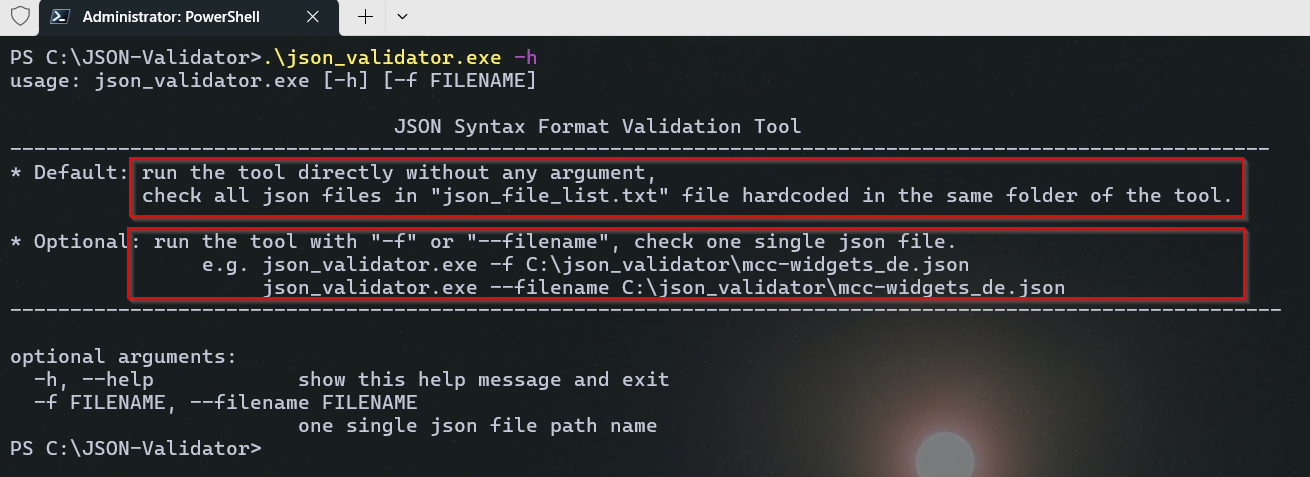 Administrator: PowerShell
PS C:\JSON-Validator>.\json_validator.exe -h
usage: json_validator.exe [-h] [-f FILENAME]
JSON Syntax Format Validation Tool
---------------------------------------------------------------------------------------------------------
* Default: run the tool directly without any argument,
check all json files in "json_file_list.txt" file hardcoded in the same folder of the tool.
* Optional: run the tool with "-f" or "--filename", check one single json file.
e.g. json_validator.exe -f C:\json_validator\mcc-widgets_de.json
json_validator.exe --filename C:\json_validator\mcc-widgets_de.json
----------------------------------------------------------------------------------------------------------
optional arguments:
-h, --help show this help message and exit
-f FILENAME, --filename FILENAME
one single json file path name
PS C:\JSON-Validator>